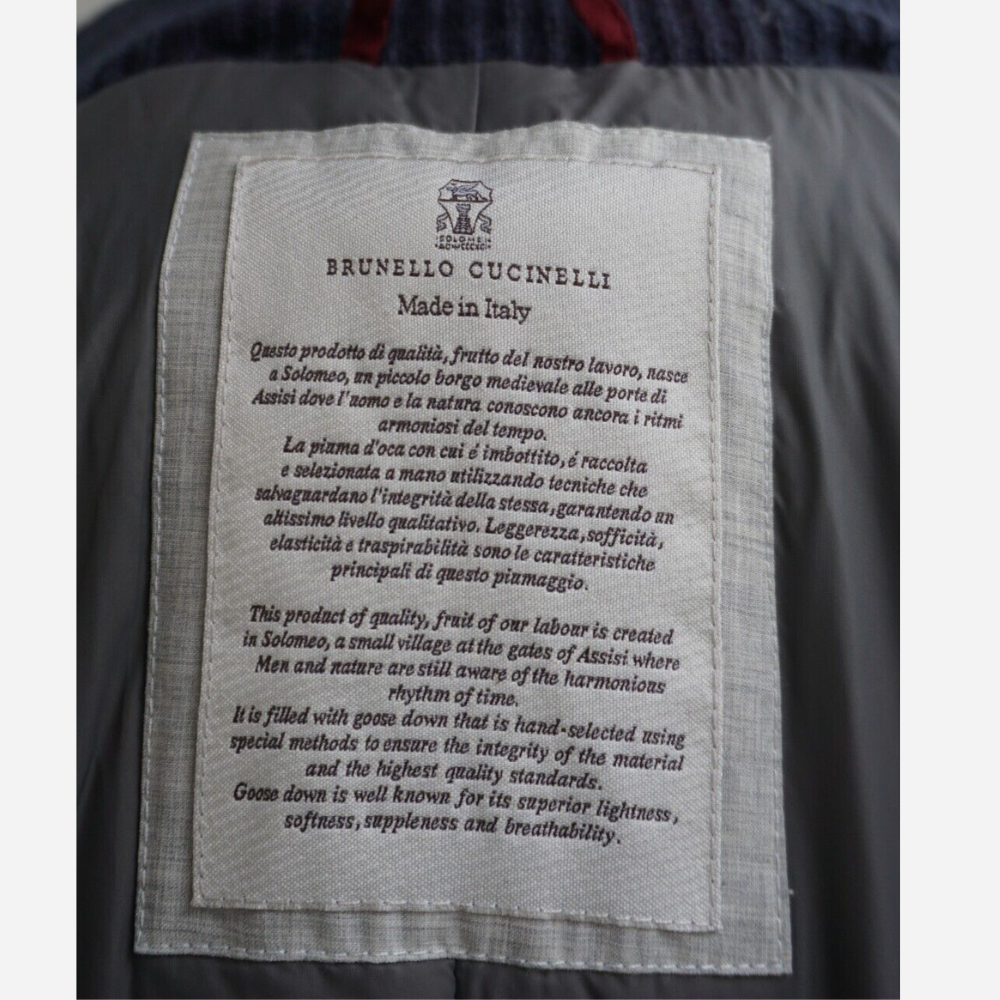 SOLOMEI
BRUNELLO CUCINELLI
Made in Italy
Questo prodotto di qualità, frutto del nostro lavoro, nasce
a Solomeo, un piccolo borgo medievale alle porte di
Assisi dove l'uomo e la natura conoscono ancora i ritmi
armoniosi del tempo.
La piuma d'oca con cui é imbottito, é raccolta
e selezionata a mano utilizzando tecniche che
salvaguardano l'integrità della stessa, garantendo un
altissimo livello qualitativo. Leggerezza, sofficità,
elasticità e traspirabilità sono le caratteristiche
principali di questo piumaggio.
This product of quality, fruit of our labour is created
in Solomeo, a small village at the gates of Assisi where
Men and nature are still aware of the harmonious
rhythm of time.
It is filled with goose down that is hand-selected using
special methods to ensure the integrity of the material
and the highest quality standards.
Goose down is well known for its superior lightness,
softness, suppleness and breathability.